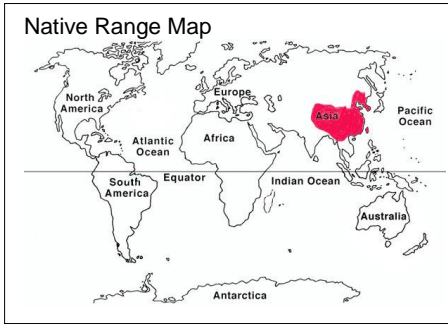 Native Range Map
North
America
Europe
Asia
Pacific
Ocean
Atlantic
Ocean
Africa
Equator
South
America
Indian Ocean
Australia
Antarctica